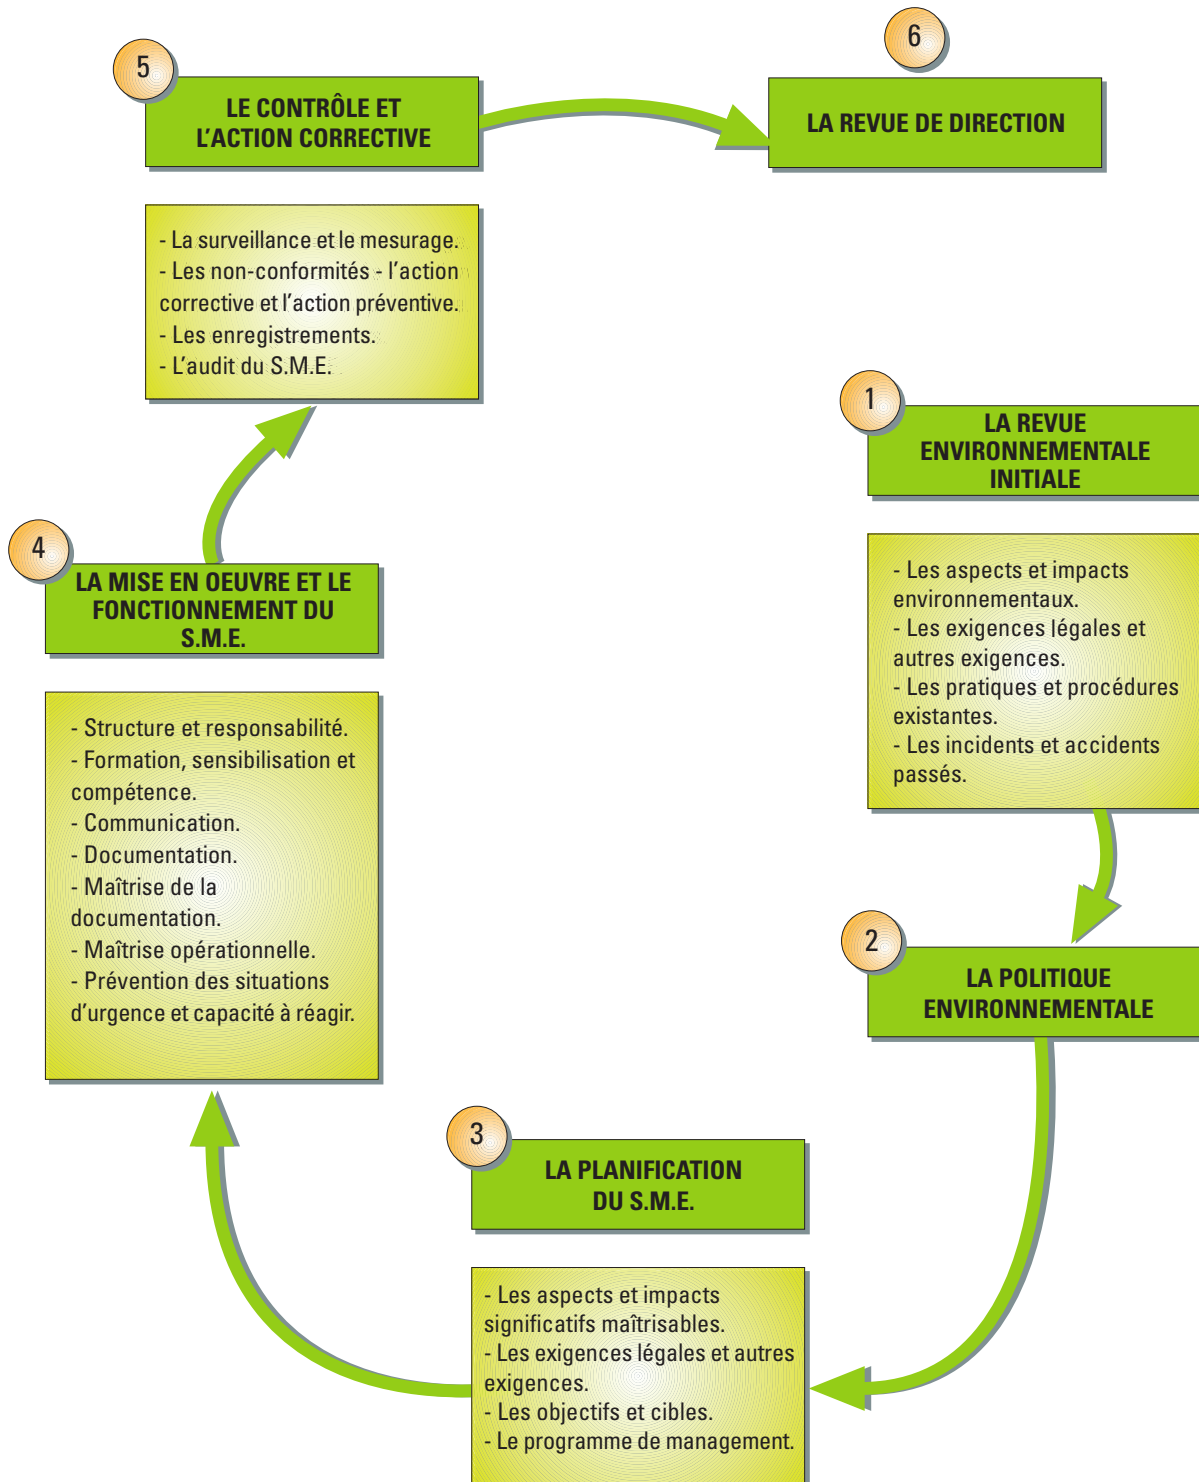 5
LE CONTRÔLE ET
L'ACTION CORRECTIVE
- La surveillance et le mesurage.
- Les non-conformités - l'action
corrective et l'action préventive.
- Les enregistrements.
- L'audit du S.M.E.
6
LA REVUE DE DIRECTION
1
LA REVUE
ENVIRONNEMENTALE
INITIALE
- Les aspects et impacts
environnementaux.
- Les exigences légales et
autres exigences.
- Les pratiques et procédures
existantes.
- Les incidents et accidents
passés.
4
LA MISE EN OEUVRE ET LE
FONCTIONNEMENT DU
S.M.E.
- Structure et responsabilité.
- Formation, sensibilisation et
compétence.
- Communication.
- Documentation.
- Maîtrise de la
documentation.
- Maîtrise opérationnelle.
- Prévention des situations
d'urgence et capacité à réagir.
2
LA POLITIQUE
ENVIRONNEMENTALE
3
LA PLANIFICATION
DU S.M.E.
- Les aspects et impacts
significatifs maîtrisables.
- Les exigences légales et autres
exigences.
- Les objectifs et cibles.
- Le programme de management.